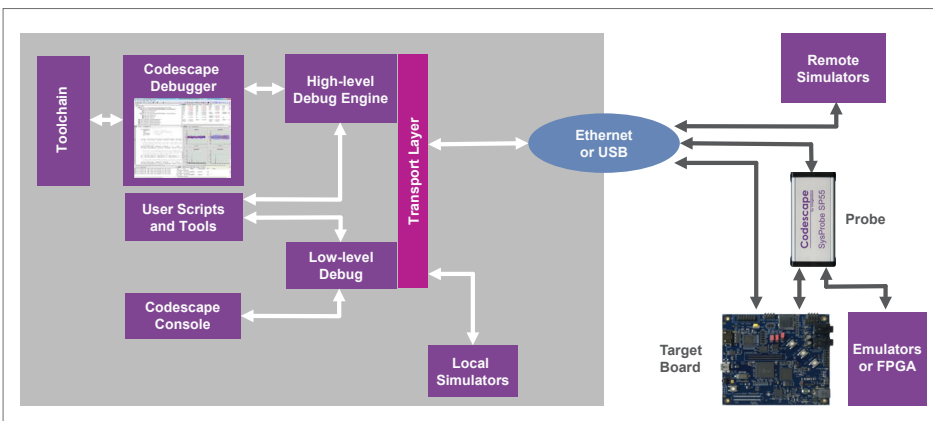 Toolchain
Codescape
Debugger
High-level
Debug Engine
Transport Layer
Ethernet
or USB
Remote
Simulators
User Scripts
and Tools
Low-level
Debug
Codescape
Console
Local
Simulators
Codescape
SysProbe SP55
Probe
Target
Board
Emulators
or FPGA